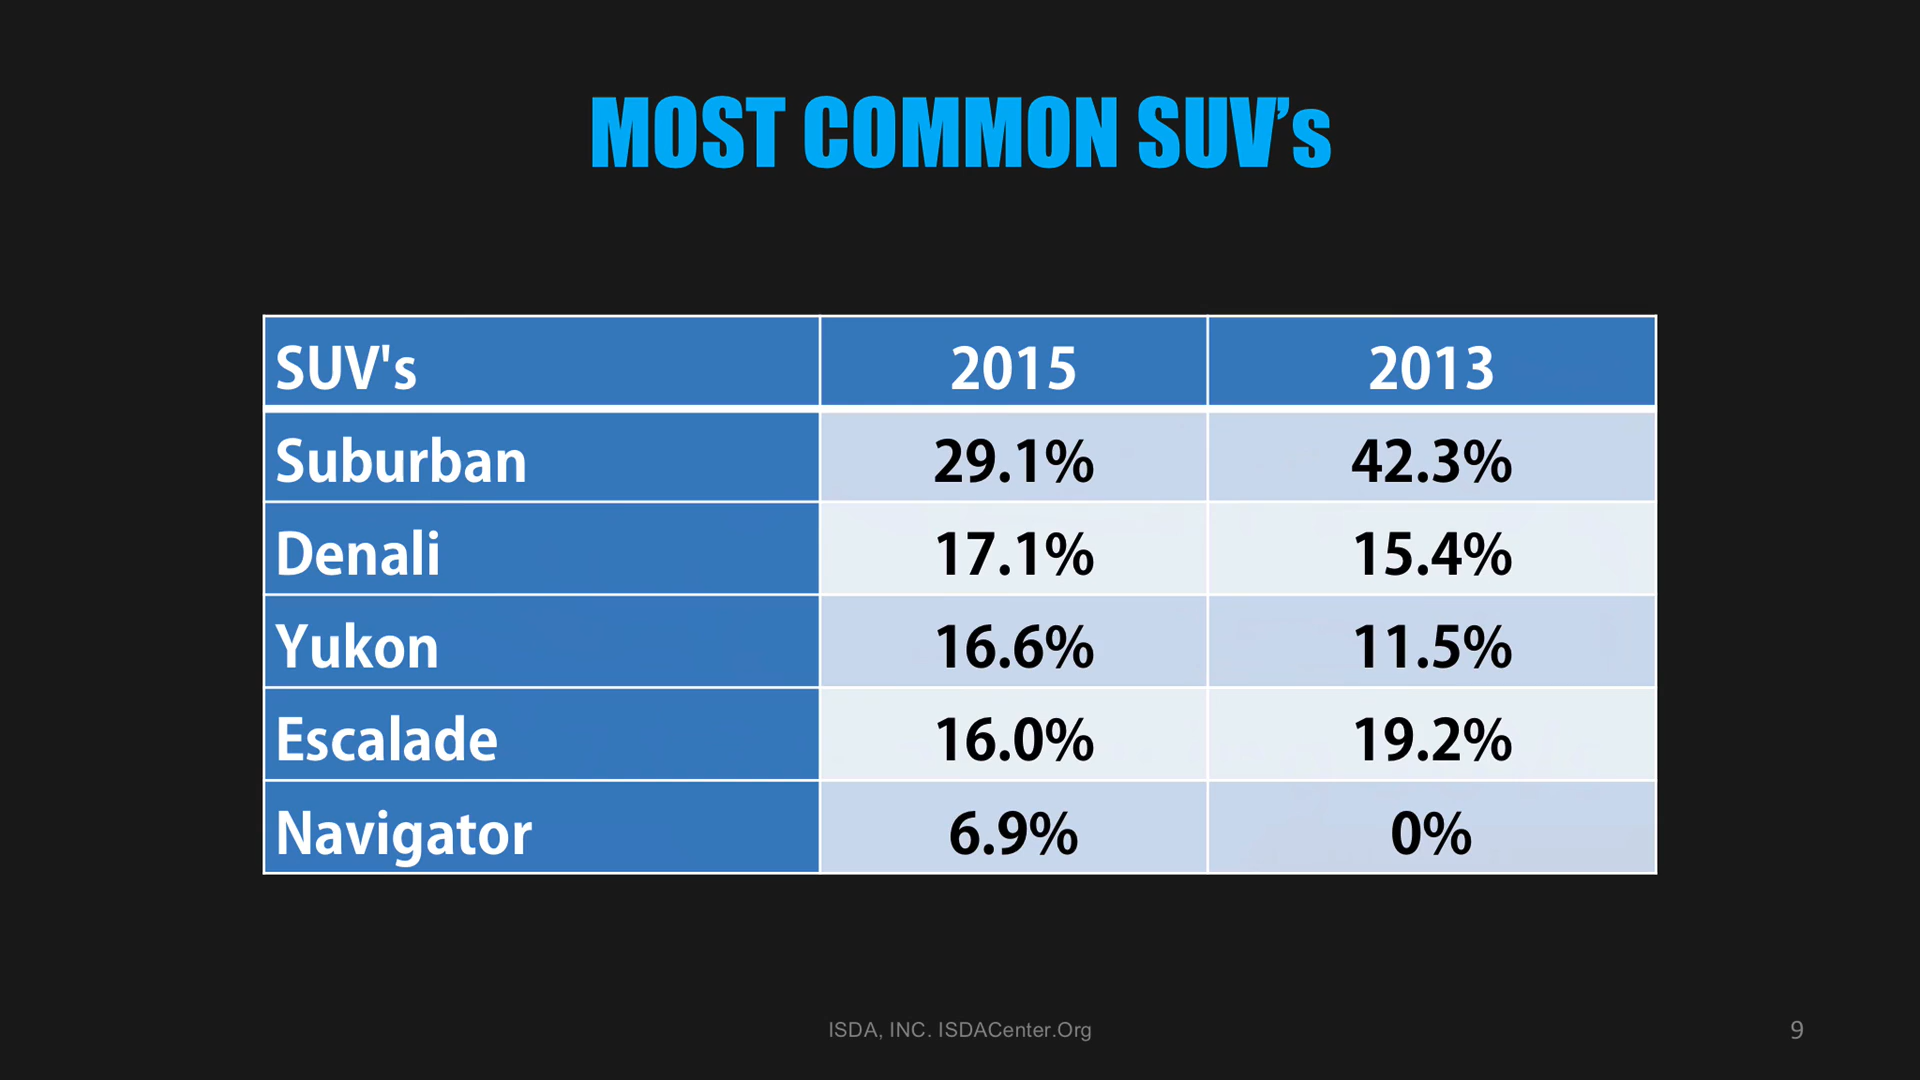 MOST COMMON SUV’s
SUV's 2015 2013
Suburban 29.1% 42.3%
Denali 17.1% 15.4%
Yukon 16.6% 11.5%
Escalade 16.0% 19.2%
Navigator 6.9% 0%
ISDA, INC. ISDACenter.Org 9